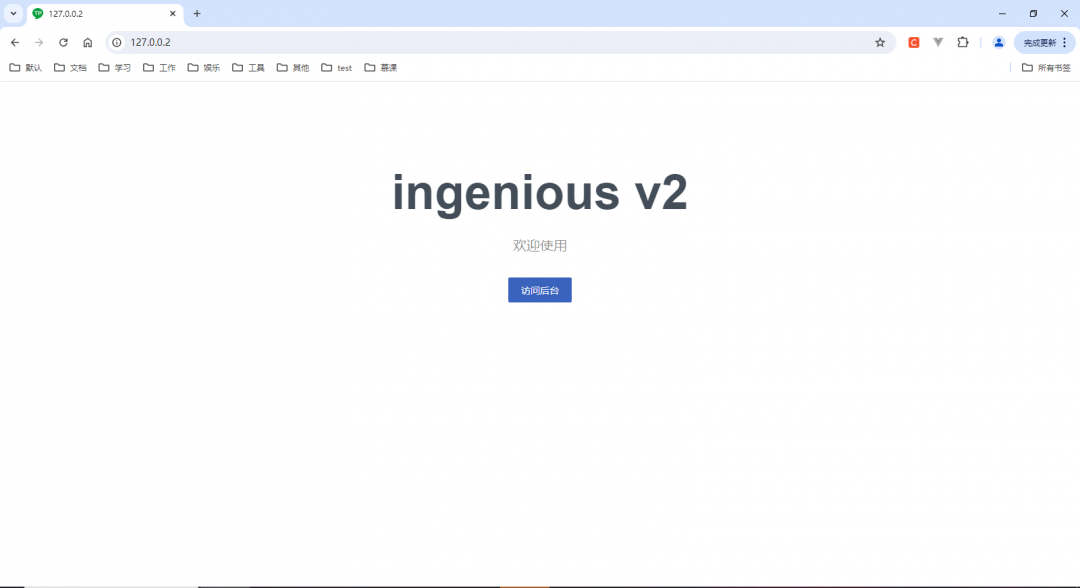 TP 127.0.0.2
127.0.0.2
C
完成更新
默认 文档 学习 工作 娱乐 工具 其他 test 慕课 所有书签
ingenious v2
欢迎使用
访问后台